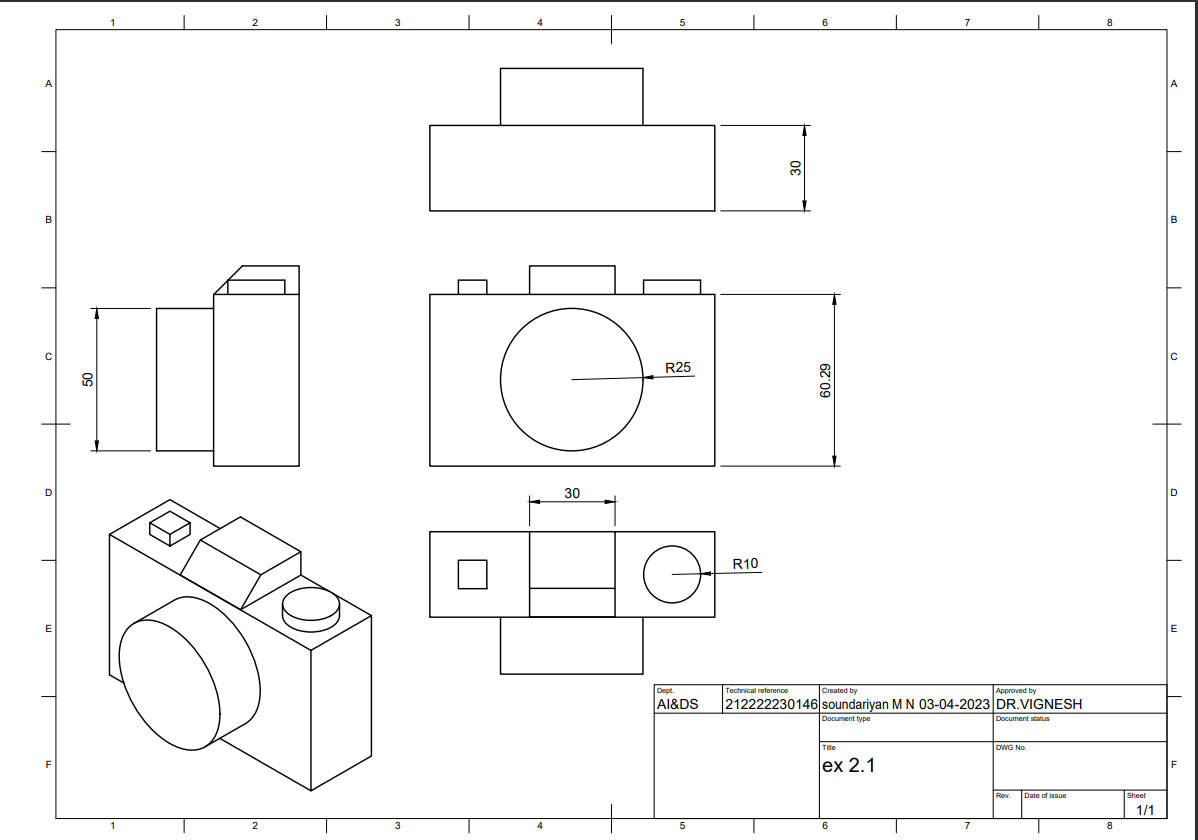 1 2 3 4 5 6 7 8
A A
30
B B
C C
50
R25
60.29
D D
30
R10
E E
Dept. Technical reference Created by Approved by
AI&DS 212222230146 soundariyan M N 03-04-2023 DR.VIGNESH
Document type Document status
Title DWG No.
ex 2.1
F F
Rev. Date of issue Sheet
1/1
1 2 3 4 5 6 7 8